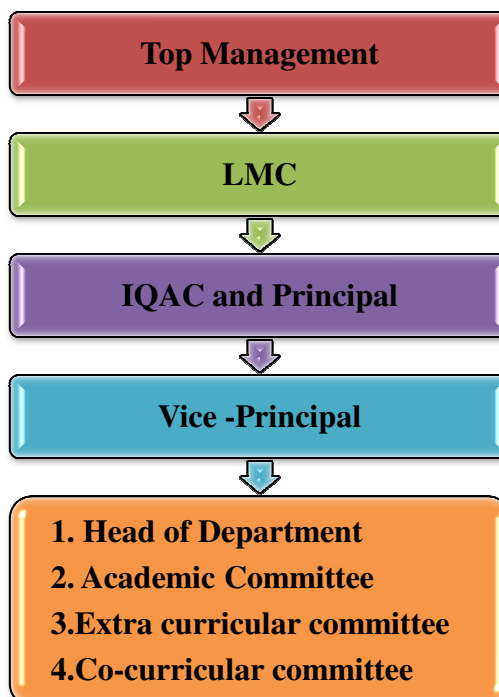 Top Management
LMC
IQAC and Principal
Vice -Principal
1. Head of Department
2. Academic Committee
3.Extra curricular committee
4.Co-curricular committee